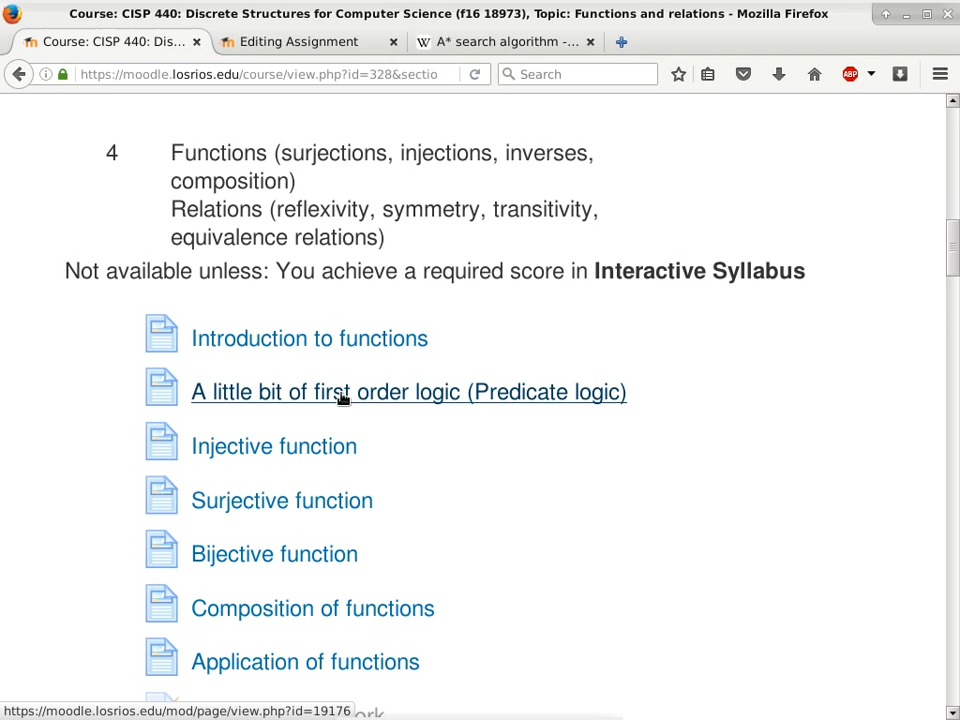 Course: CISP 440: Discrete Structures for Computer Science (f16 18973), Topic: Functions and relations - Mozilla Firefox
Course: CISP 440: Dis...
Editing Assignment
A* search algorithm -...
https://moodle.losrios.edu/course/view.php?id=328&sectio
Search
ABP
4
Functions (surjections, injections, inverses,
composition)
Relations (reflexivity, symmetry, transitivity,
equivalence relations)
Not available unless: You achieve a required score in Interactive Syllabus
Introduction to functions
A little bit of first order logic (Predicate logic)
Injective function
Surjective function
Bijective function
Composition of functions
Application of functions
https://moodle.losrios.edu/mod/page/view.php?id=19176